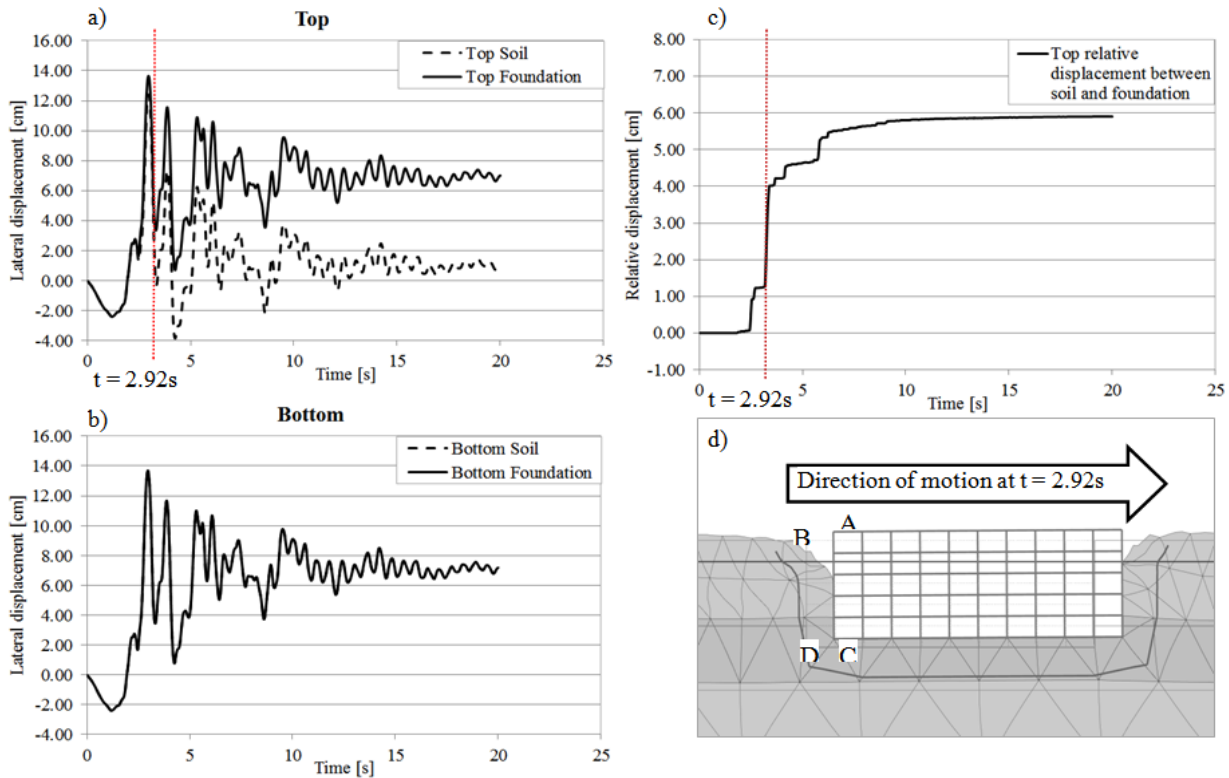 a)
Top
16.00
14.00
12.00
10.00
8.00
6.00
4.00
2.00
0.00
-2.00
-4.00
Lateral displacement [cm]
Top Soil
Top Foundation
0
5
10
15
20
25
t = 2.92s
Time [s]
b)
Bottom
16.00
14.00
12.00
10.00
8.00
6.00
4.00
2.00
0.00
-2.00
-4.00
Lateral displacement [cm]
Bottom Soil
Bottom Foundation
0
5
10
15
20
25
Time [s]
c)
8.00
7.00
6.00
5.00
4.00
3.00
2.00
1.00
0.00
-1.00
Relative displacement [cm]
Top relative
displacement between
soil and foundation
0
5
10
15
20
25
t = 2.92s
Time [s]
d)
Direction of motion at t = 2.92s
A
B
D
C